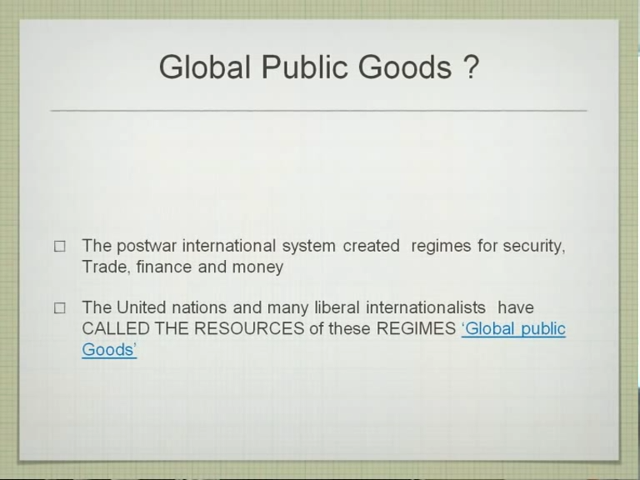 Global Public Goods ?
The postwar international system created regimes for security,
Trade, finance and money
The United nations and many liberal internationalists have
CALLED THE RESOURCES of these REGIMES ‘Global public
Goods’